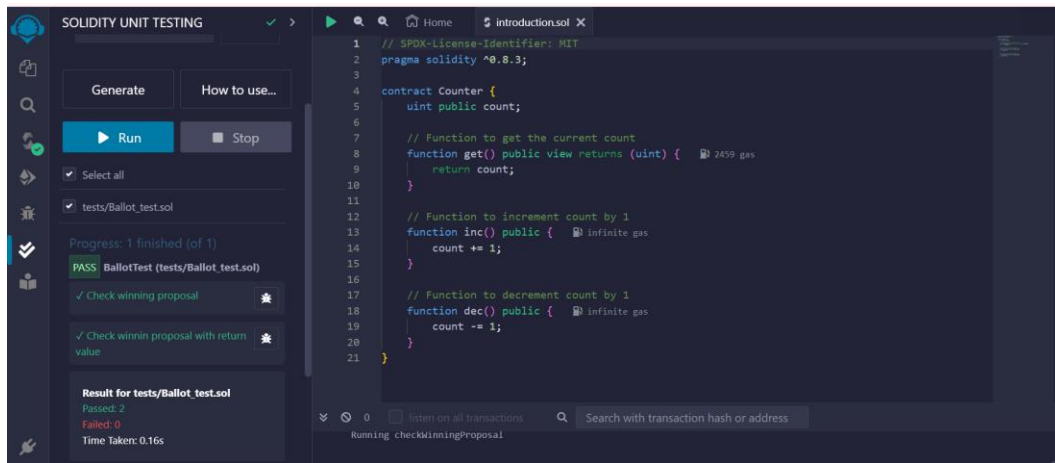 SOLIDITY UNIT TESTING
Generate
How to use...
Run
Stop
Select all
tests/Ballot_test.sol
Progress: 1 finished (of 1)
PASS BallotTest (tests/Ballot_test.sol)
✓ Check winning proposal
✓ Check winnin proposal with return
value
Result for tests/Ballot_test.sol
Passed: 2
Failed: 0
Time Taken: 0.16s
Home
introduction.sol
1 // SPDX-License-Identifier: MIT
2 pragma solidity ^0.8.3;
3
4 contract Counter {
5 uint public count;
6
7 // Function to get the current count
8 function get() public view returns (uint) { 2459 gas
9 return count;
10 }
11
12 // Function to increment count by 1
13 function inc() public { infinite gas
14 count += 1;
15 }
16
17 // Function to decrement count by 1
18 function dec() public { infinite gas
19 count -= 1;
20 }
21 }
0 listen on all transactions Search with transaction hash or address
Running checkWinningProposal